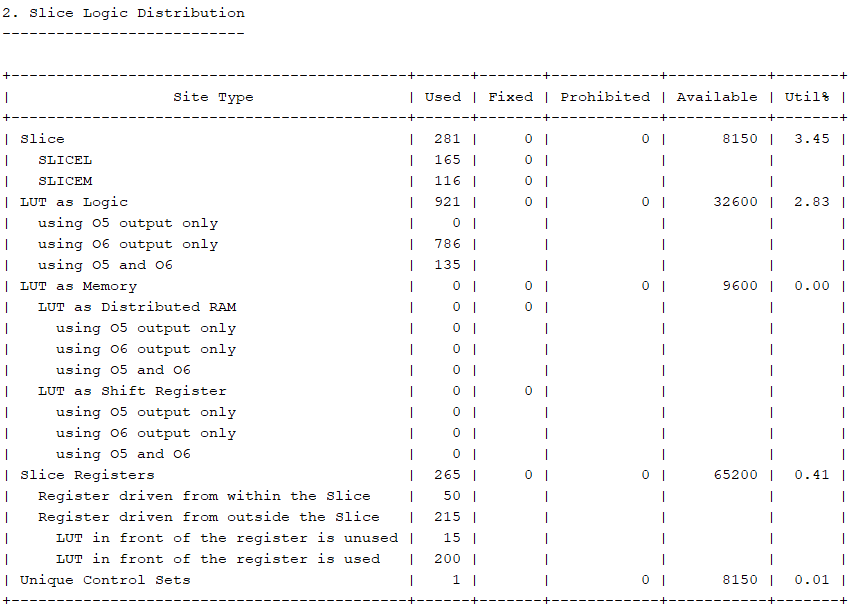 2. Slice Logic Distribution
---------------------------
+--------------------------------------------+------+-------+------------+-----------+-------+
| Site Type | Used | Fixed | Prohibited | Available | Util% |
+--------------------------------------------+------+-------+------------+-----------+-------+
| Slice | 281 | 0 | 0 | 8150 | 3.45 |
| SLICEL | 165 | 0 | | | |
| SLICEM | 116 | 0 | | | |
| LUT as Logic | 921 | 0 | 0 | 32600 | 2.83 |
| using O5 output only | 0 | | | | |
| using O6 output only | 786 | | | | |
| using O5 and O6 | 135 | | | | |
| LUT as Memory | 0 | 0 | 0 | 9600 | 0.00 |
| LUT as Distributed RAM | 0 | 0 | | | |
| using O5 output only | 0 | | | | |
| using O6 output only | 0 | | | | |
| using O5 and O6 | 0 | | | | |
| LUT as Shift Register | 0 | 0 | | | |
| using O5 output only | 0 | | | | |
| using O6 output only | 0 | | | | |
| using O5 and O6 | 0 | | | | |
| Slice Registers | 265 | 0 | 0 | 65200 | 0.41 |
| Register driven from within the Slice | 50 | | | | |
| Register driven from outside the Slice | 215 | | | | |
| LUT in front of the register is unused | 15 | | | | |
| LUT in front of the register is used | 200 | | | | |
| Unique Control Sets | 1 | | 0 | 8150 | 0.01 |
+--------------------------------------------+------+-------+------------+-----------+-------+